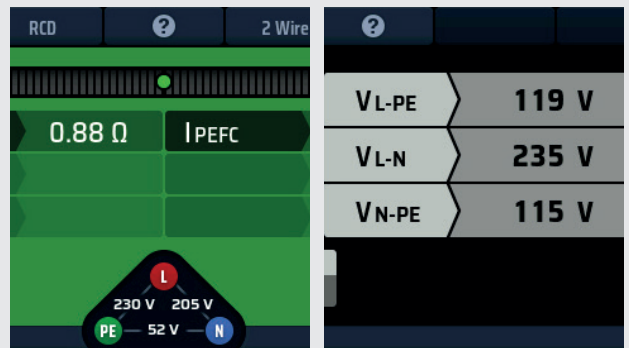 RCD ? 2 Wire
0.88 Ω IPEFC
L
230 V 205 V
PE 52 V N
?
VL-PE 119 V
VL-N 235 V
VN-PE 115 V